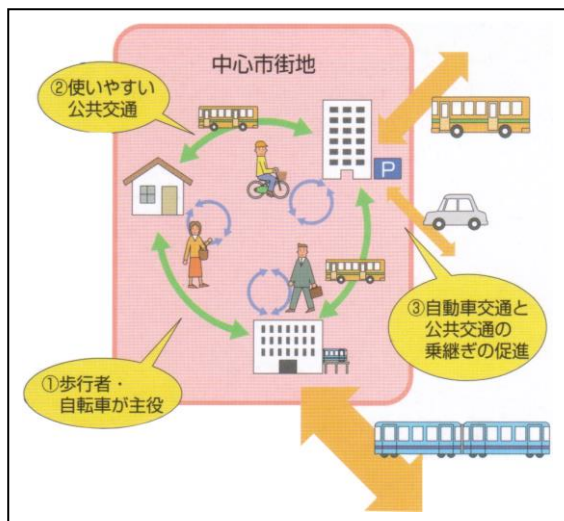 中心市街地
②使いやすい
公共交通
P
③自動車交通と
公共交通の
乗継ぎの促進
①歩行者・
自転車が主役